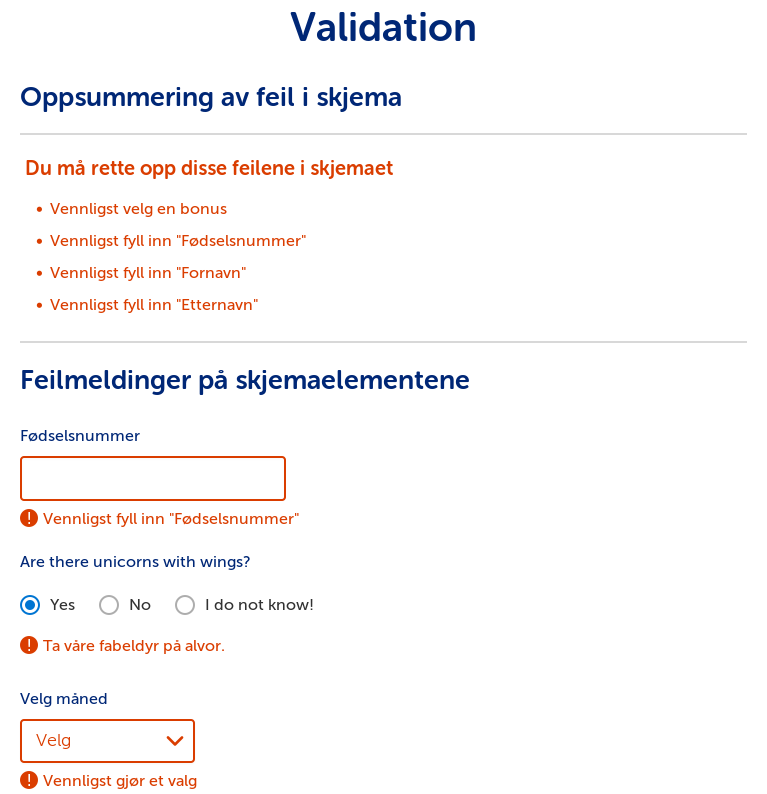 Validation
Oppsummering av feil i skjema
Du må rette opp disse feilene i skjemaet
• Vennligst velg en bonus
• Vennligst fyll inn "Fødselsnummer"
• Vennligst fyll inn "Fornavn"
• Vennligst fyll inn "Etternavn"
Feilmeldinger på skjemaelementene
Fødselsnummer
Vennligst fyll inn "Fødselsnummer"
Are there unicorns with wings?
Yes No I do not know!
Ta våre fabeldyr på alvor.
Velg måned
Velg
Vennligst gjør et valg